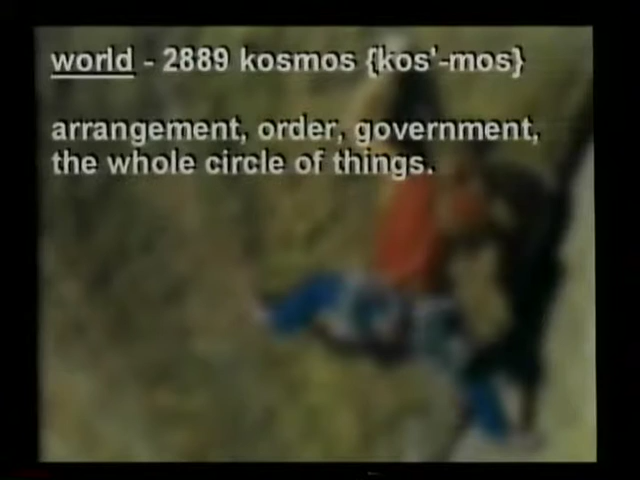 world - 2889 kosmos {kos'-mos}
arrangement, order, government,
the whole circle of things.